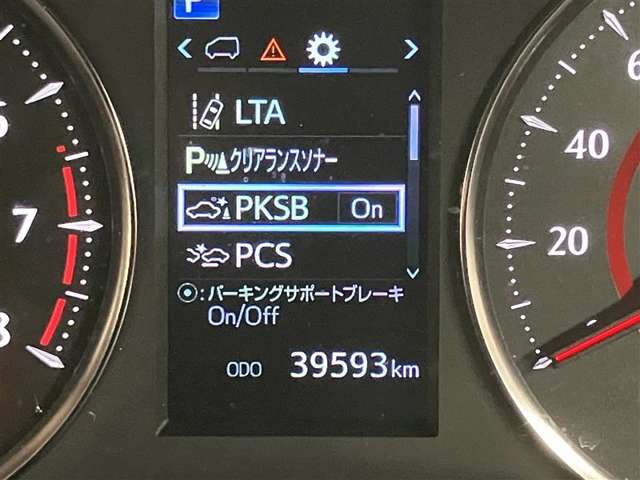 P
LTA
P クリアランスソナー
PKSB On
PCS
⦿:パーキングサポートブレーキ
On/Off
ODO 39593 km
6
7
8
6
40
20